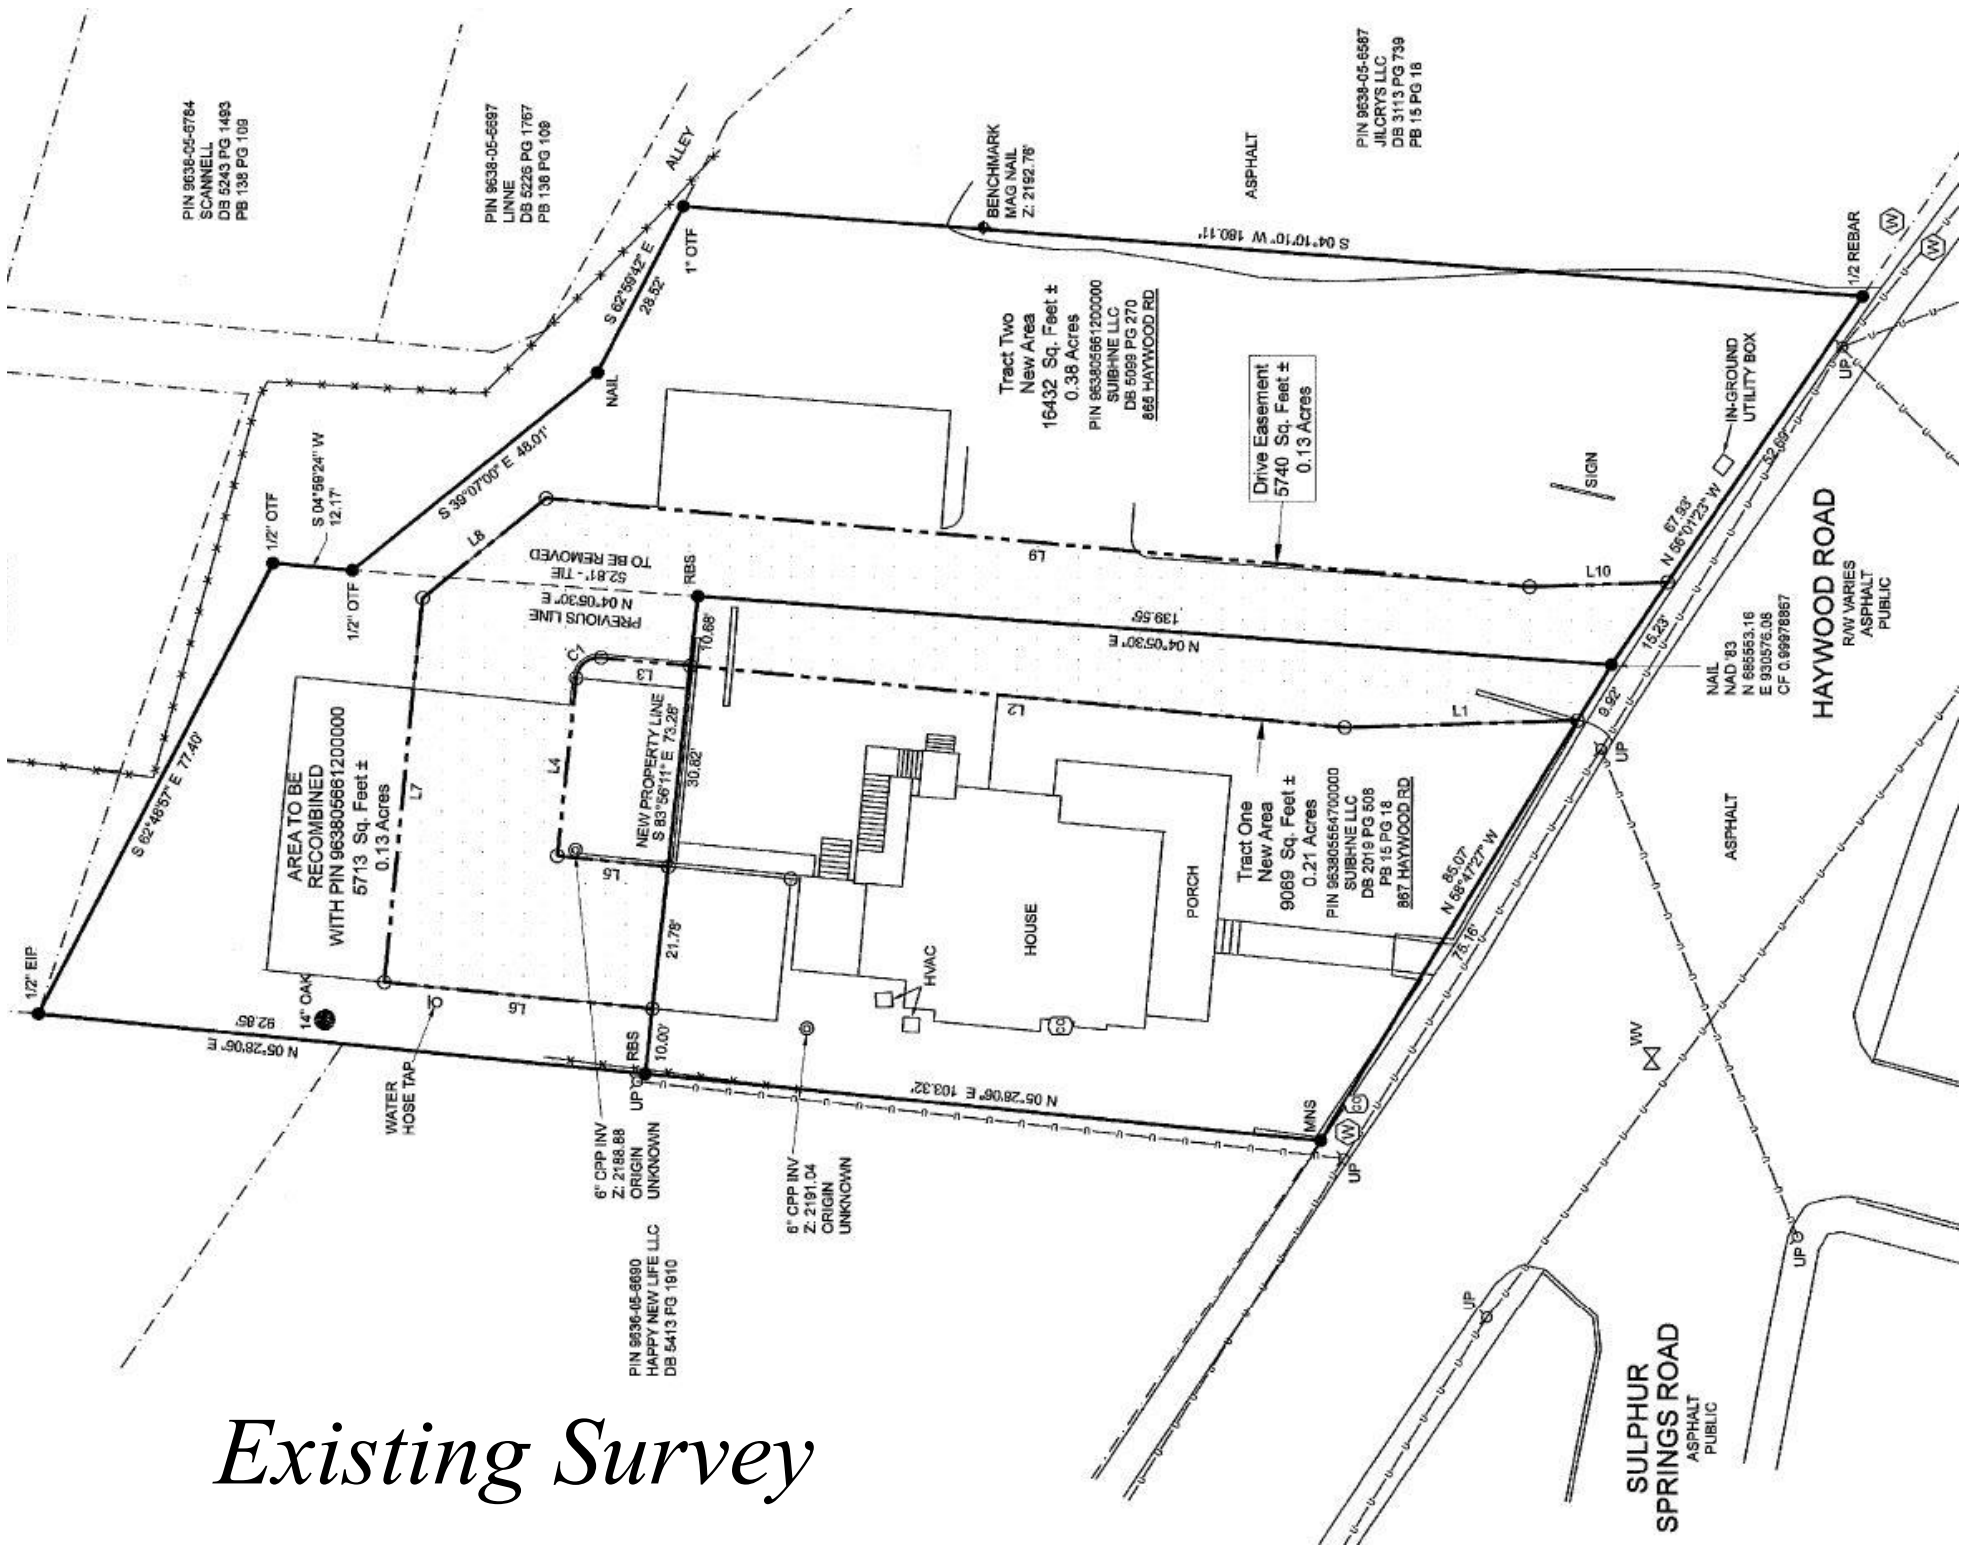 PIN 9638-05-6784
SCANNELL
DB 5243 PG 1493
PB 138 PG 109
PIN 9638-05-6697
LINNE
DB 5226 PG 1767
PB 138 PG 109
ALLEY
PIN 9638-05-6587
JILCRYS LLC
DB 3113 PG 739
PB 15 PG 18
ASPHALT
BENCHMARK
MAG NAIL
Z: 2192.76'
S 04°10'10" W 180.11'
1/2 REBAR
1" OTF
S 62°59'42" E
28.52'
NAIL
S 39°07'00" E 48.01'
1/2" OTF
S 04°59'24" W
12.17'
1/2" OTF
S 62°46'57" E 77.40'
1/2" EIP
N 05°28'06" E
92.85'
14" OAK
WATER
HOSE TAP
AREA TO BE
RECOMBINED
WITH PIN 963805661200000
5713 Sq. Feet ±
0.13 Acres
L7
L8
PREVIOUS LINE
N 04°05'30" E
52.81' - TIE
TO BE REMOVED
RBS
10.68'
C1
L3
L4
L5
L6
NEW PROPERTY LINE
S 83°56'11" E 73.28'
30.82'
21.78'
10.00'
UP
RBS
Tract Two
New Area
16432 Sq. Feet ±
0.38 Acres
PIN 963805661200000
SUIBHNE LLC
DB 5099 PG 270
865 HAYWOOD RD
Drive Easement
5740 Sq. Feet ±
0.13 Acres
L9
L10
SIGN
IN-GROUND
UTILITY BOX
UP
W
W
52.69'
67.93'
N 56°01'23" W
15.23'
139.55'
N 04°05'30" E
L2
L1
9.92'
UP
NAIL
NAD '83
N 685553.16
E 930576.08
CF 0.99978867
HAYWOOD ROAD
R/W VARIES
ASPHALT
PUBLIC
Tract One
New Area
9069 Sq. Feet ±
0.21 Acres
PIN 963805564700000
SUIBHNE LLC
DB 2019 PG 508
PB 15 PG 18
867 HAYWOOD RD
PORCH
HOUSE
HVAC
CO
85.07'
N 58°47'27" W
75.16'
ASPHALT
N 05°28'06" E 103.32'
MNS
CO
W
UP
WV
6" CPP INV
Z: 2188.88
ORIGIN
UNKNOWN
6" CPP INV
Z: 2191.04
ORIGIN
UNKNOWN
PIN 9636-05-6690
HAPPY NEW LIFE LLC
DB 5413 PG 1910
UP
UP
SULPHUR
SPRINGS ROAD
ASPHALT
PUBLIC
Existing Survey